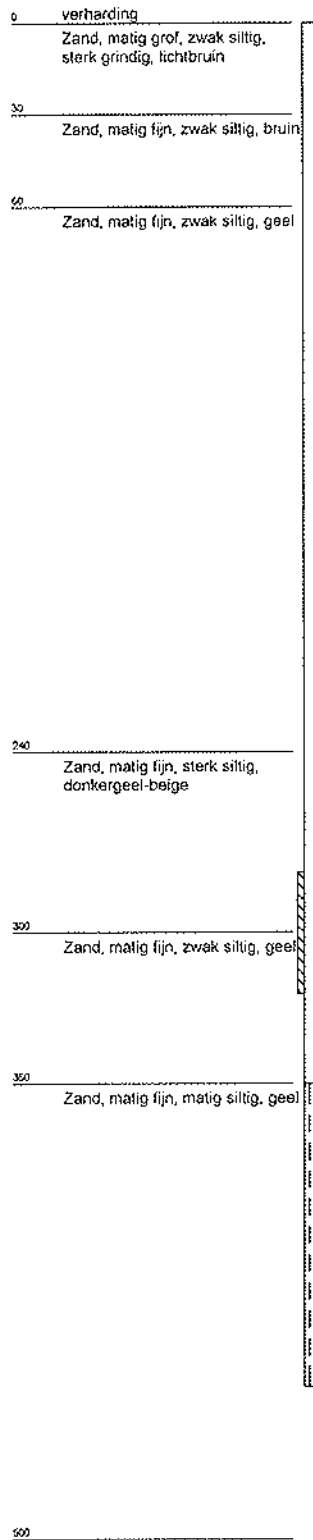 0 verharding
Zand, matig grof, zwak siltig,
sterk grindig, lichtbruin
30
Zand, matig fijn, zwak siltig, bruin
60
Zand, matig fijn, zwak siltig, geel
240
Zand, matig fijn, sterk siltig,
donkergeel-beige
300
Zand, matig fijn, zwak siltig, geel
350
Zand, matig fijn, matig siltig, geel
500